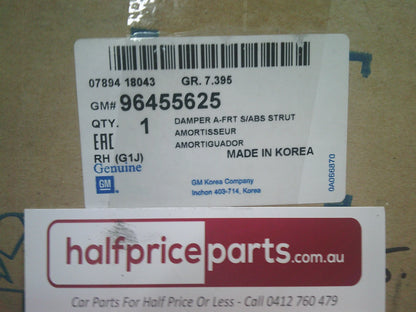 07894 18043 GR. 7.395
GM# 96455625
QTY. 1 DAMPER A-FRT S/ABS STRUT
AMORTISSEUR
EAC AMORTIGUADOR
RH (G1J) MADE IN KOREA
Genuine
GM GM Korea Company
Inchon 403-714, Korea
0A056870
halfpriceparts.com.au
Car Parts For Half Price Or Less - Call 0412 760 479